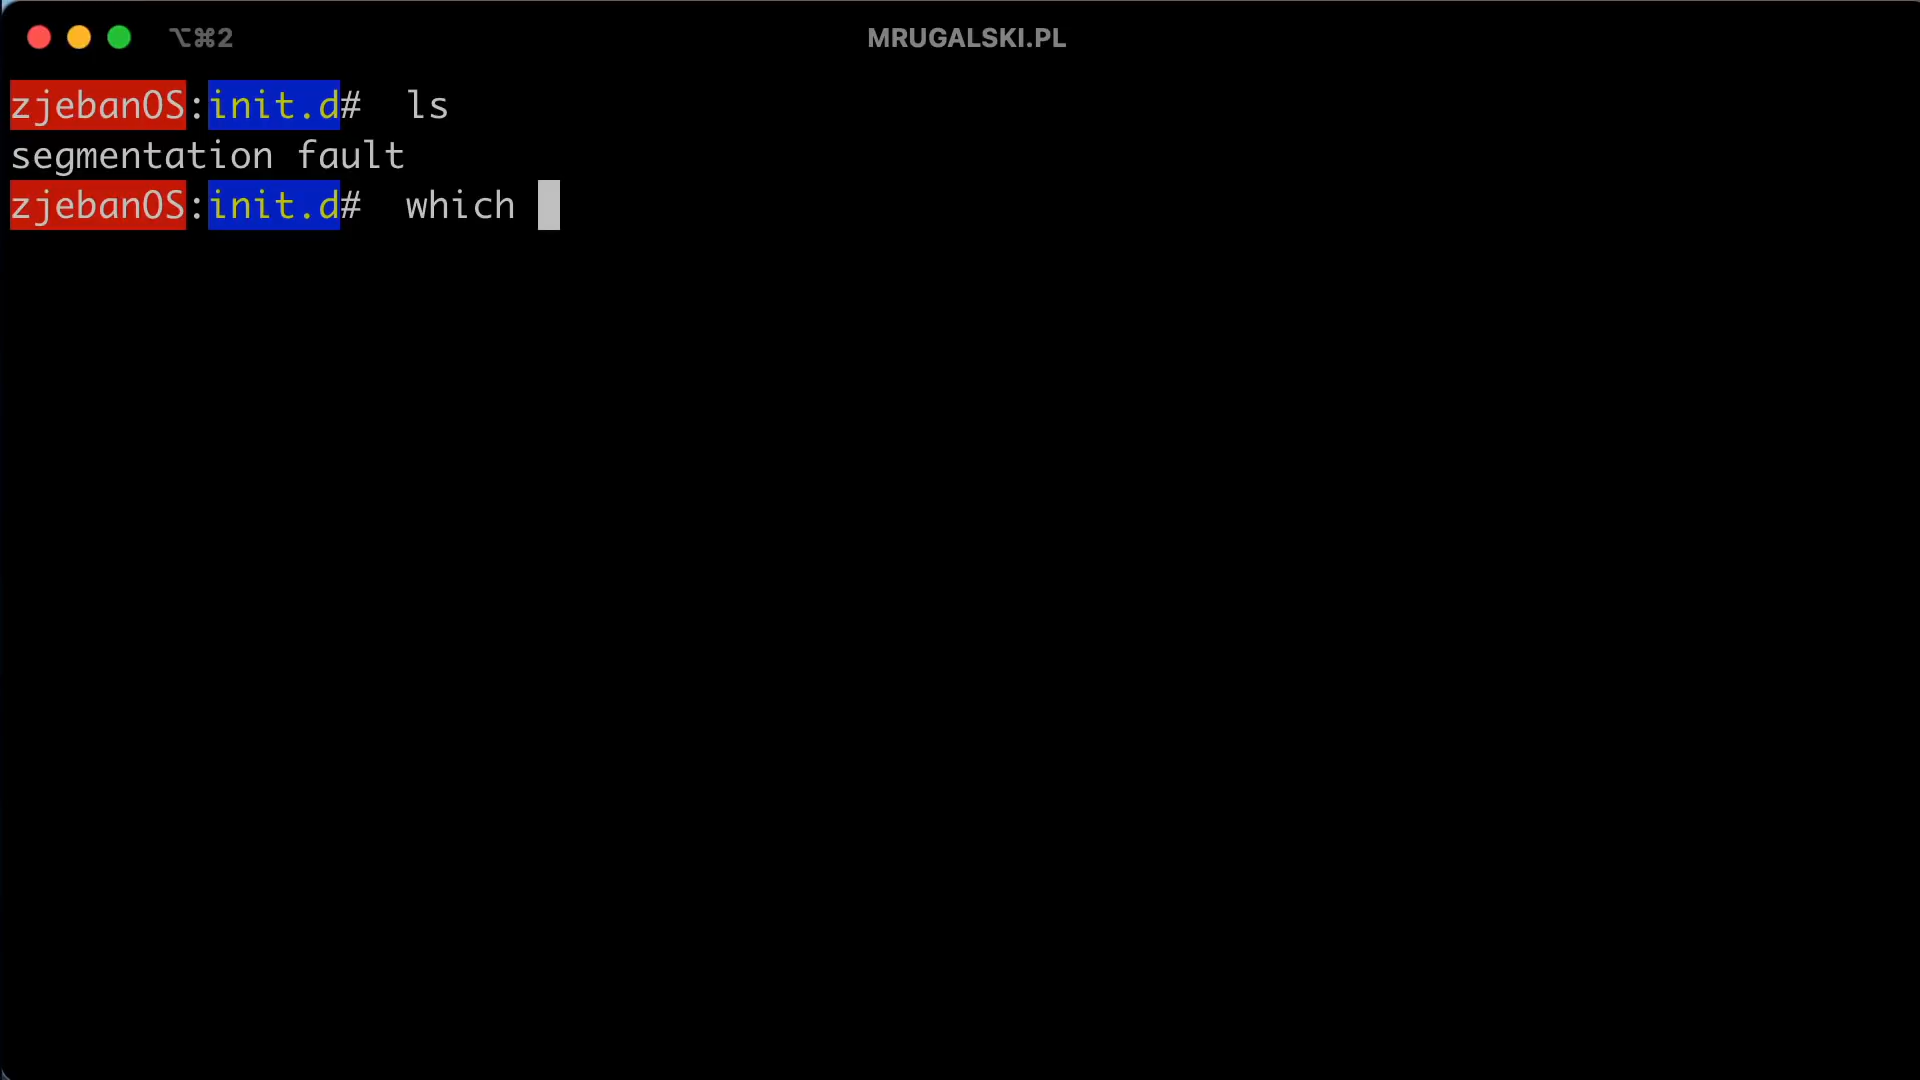 ⌥⌘2
MRUGALSKI.PL
zjebanOS:init.d#  ls
segmentation fault
zjebanOS:init.d#  which